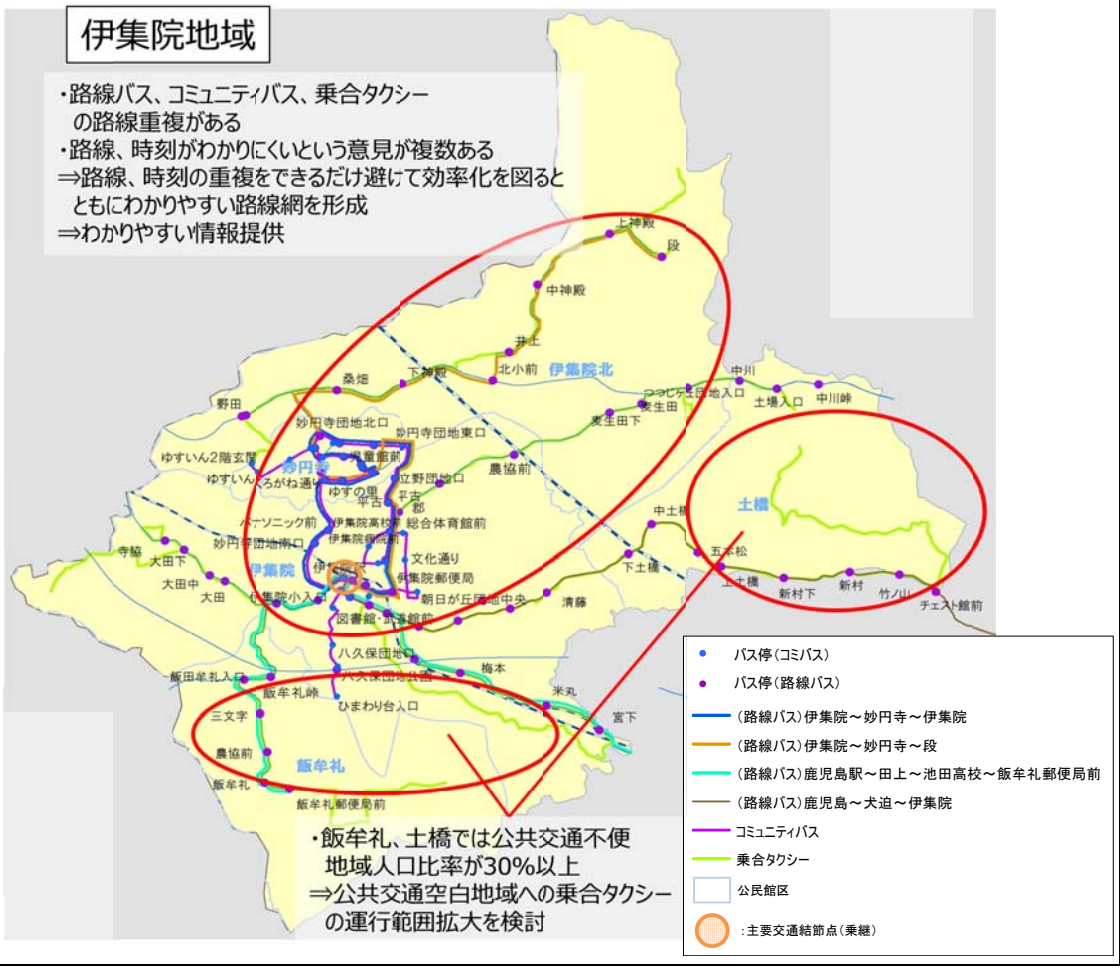 伊集院地域
・路線バス、コミュニティバス、乗合タクシー
の路線重複がある
・路線、時刻がわかりにくいという意見が複数ある
⇒路線、時刻の重複をできるだけ避けて効率化を図ると
ともにわかりやすい路線網を形成
⇒わかりやすい情報提供
上神殿
段
中神殿
井上
北小前
伊集院北
下神殿
桑畑
野田
中川
つつじヶ丘団地入口
土場入口
中川峠
麦生田
麦生田下
妙円寺団地北口
妙円寺団地東口
農協前
ゆすいん2階玄関
児童館前
妙円寺
ゆすいん
くろがね通り
ゆすの里
立野団地口
平古
平古
郡
土橋
パナソニック前
伊集院高校前
総合体育館前
中土橋
妙円寺団地南口
伊集院病院前
寺脇
大田下
文化通り
五本松
下土橋
伊集院
大田中
伊集院郵便局
上土橋
新村
大田
伊集院小入口
朝日が丘団地中央
清藤
新村下
竹ノ山
チェスト館前
図書館・武道館前
八久保団地口
飯田牟礼入口
八久保団地公園
梅本
飯牟礼峠
米丸
三文字
ひまわり台入口
宮下
農協前
飯牟礼
飯牟礼
飯牟礼郵便局前
・飯牟礼、土橋では公共交通不便
地域人口比率が30%以上
⇒公共交通空白地域への乗合タクシー
の運行範囲拡大を検討
バス停(コミバス)
バス停(路線バス)
(路線バス)伊集院～妙円寺～伊集院
(路線バス)伊集院～妙円寺～段
(路線バス)鹿児島駅～田上～池田高校～飯牟礼郵便局前
(路線バス)鹿児島～犬迫～伊集院
コミュニティバス
乗合タクシー
公民館区
:主要交通結節点(乗継)